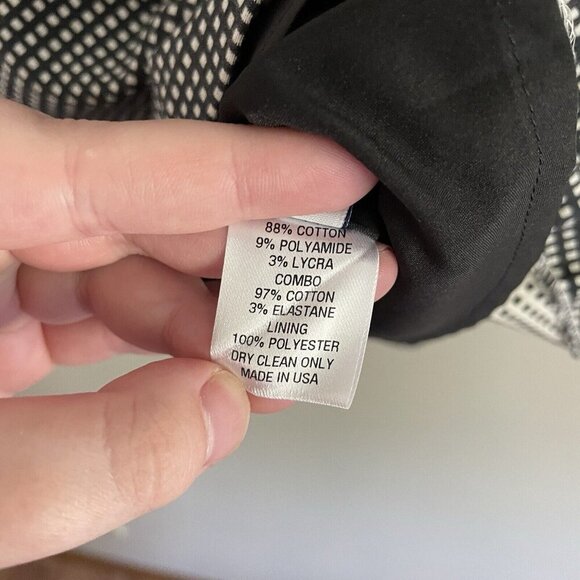 88% COTTON
9% POLYAMIDE
3% LYCRA
COMBO
97% COTTON
3% ELASTANE
LINING
100% POLYESTER
DRY CLEAN ONLY
MADE IN USA